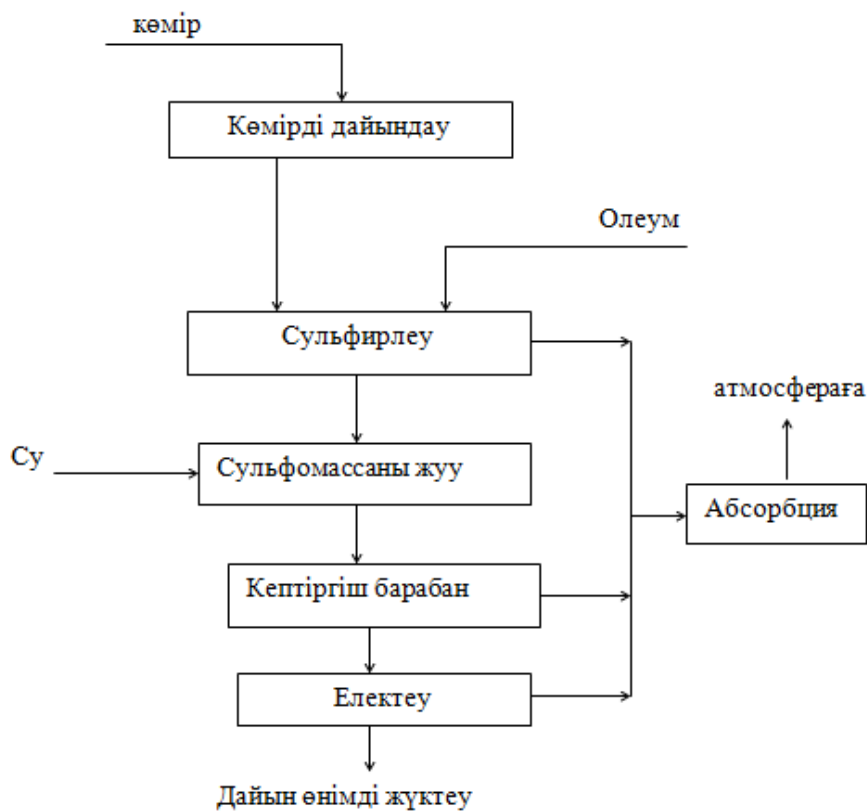 көмір
Көмірді дайындау
Олеум
Сульфирлеу
атмосфераға
Су
Сульфомассаны жуу
Абсорбция
Кептіргіш барабан
Електеу
Дайын өнімді жүктеу